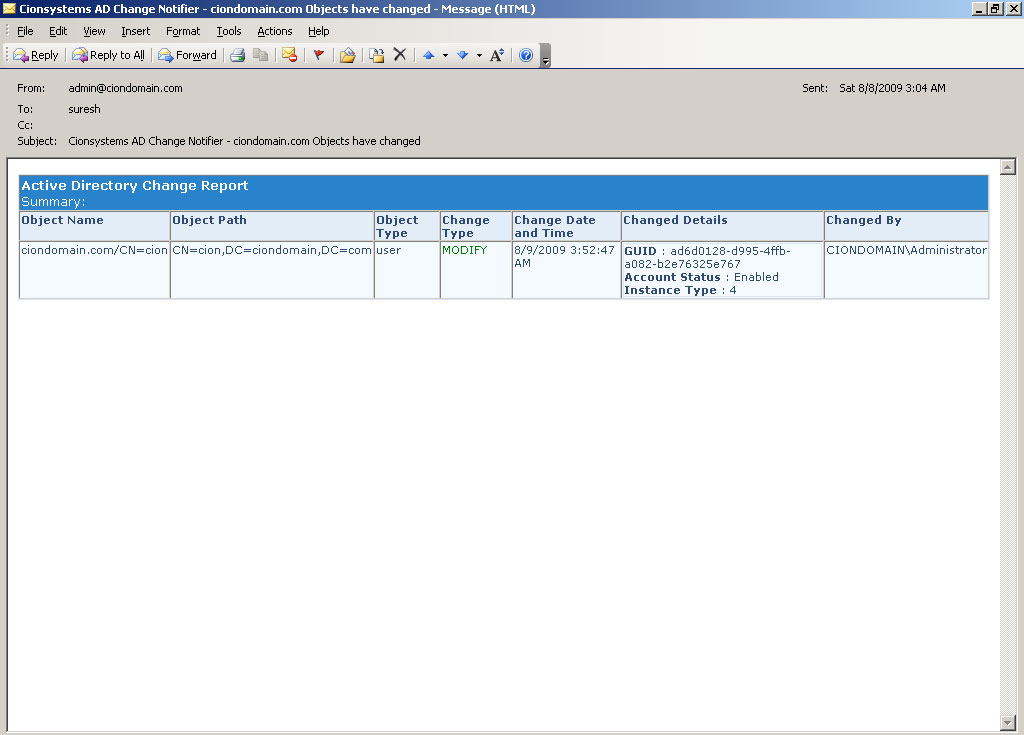 Cionsystems AD Change Notifier - ciondomain.com Objects have changed - Message (HTML)
File Edit View Insert Format Tools Actions Help
Reply Reply to All Forward
From: admin@ciondomain.com Sent: Sat 8/8/2009 3:04 AM
To: suresh
Cc:
Subject: Cionsystems AD Change Notifier - ciondomain.com Objects have changed
Active Directory Change Report
Summary:
Object Name
Object Path
Object
Type
Change
Type
Change Date
and Time
Changed Details
Changed By
ciondomain.com/CN=cion
CN=cion,DC=ciondomain,DC=com
user
MODIFY
8/9/2009 3:52:47
AM
GUID : ad6d0128-d995-4ffb-
a082-b2e76325e767
Account Status : Enabled
Instance Type : 4
CIONDOMAIN\Administrator